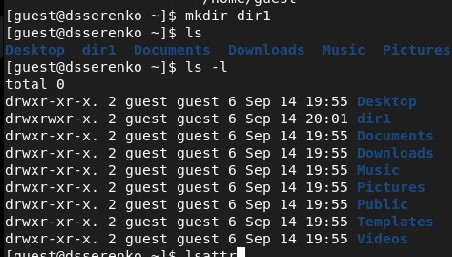 /home/guest
[guest@dsserenko ~]$ mkdir dir1
[guest@dsserenko ~]$ ls
Desktop  dir1  Documents  Downloads  Music  Pictures
[guest@dsserenko ~]$ ls -l
total 0
drwxr-xr-x. 2 guest guest 6 Sep 14 19:55 Desktop
drwxrwxr-x. 2 guest guest 6 Sep 14 20:01 dir1
drwxr-xr-x. 2 guest guest 6 Sep 14 19:55 Documents
drwxr-xr-x. 2 guest guest 6 Sep 14 19:55 Downloads
drwxr-xr-x. 2 guest guest 6 Sep 14 19:55 Music
drwxr-xr-x. 2 guest guest 6 Sep 14 19:55 Pictures
drwxr-xr-x. 2 guest guest 6 Sep 14 19:55 Public
drwxr-xr-x. 2 guest guest 6 Sep 14 19:55 Templates
drwxr-xr-x. 2 guest guest 6 Sep 14 19:55 Videos
[guest@dsserenko ~]$ lsattr